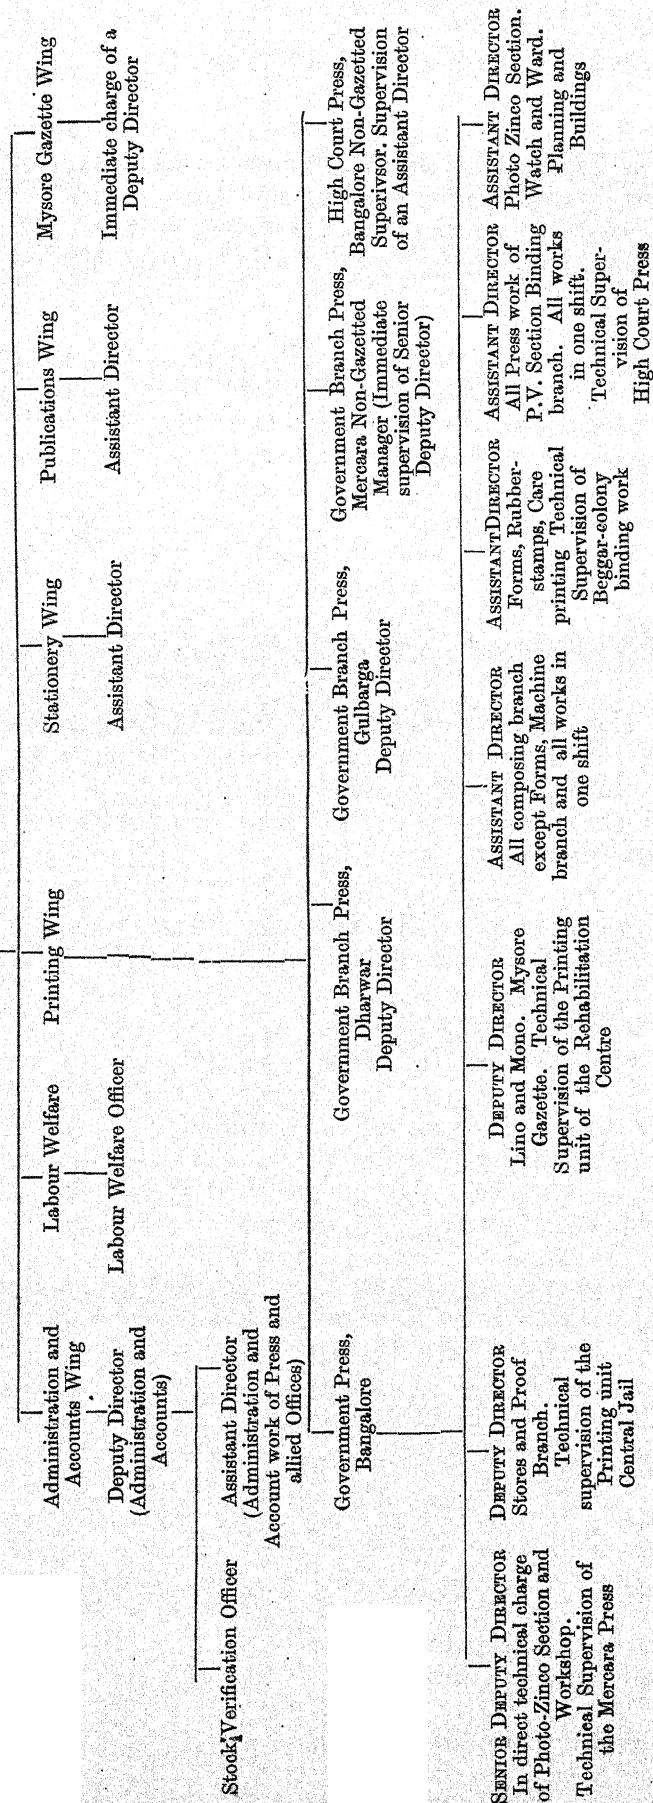 Administration and
Accounts Wing
Labour Welfare
Printing Wing
Stationery Wing
Publications Wing
Mysore Gazette Wing
Deputy Director
(Administration and
Accounts)
Labour Welfare Officer
Assistant Director
Assistant Director
Immediate charge of a
Deputy Director
Stock Verification Officer
Assistant Director
(Administration and
Account work of Press and
allied Offices)
Government Press,
Bangalore
Government Branch Press,
Dharwar
Deputy Director
Government Branch Press,
Gulbarga
Deputy Director
Government Branch Press,
Mercara Non-Gazetted
Manager (Immediate
supervision of Senior
Deputy Director)
High Court Press,
Bangalore Non-Gazetted
Superivsor. Supervision
of an Assistant Director
SENIOR DEPUTY DIRECTOR
In direct technical charge
of Photo-Zinco Section and
Workshop.
Technical Supervision of
the Mercara Press
DEPUTY DIRECTOR
Stores and Proof
Branch.
Technical
supervision of the
Printing unit
Central Jail
DEPUTY DIRECTOR
Lino and Mono. Mysore
Gazette. Technical
Supervision of the Printing
unit of the Rehabilitation
Centre
ASSISTANT DIRECTOR
All composing branch
except Forms, Machine
branch and all works in
one shift
ASSISTANT DIRECTOR
Forms, Rubber-
stamps, Care
printing Technical
Supervision of
Beggar-colony
binding work
ASSISTANT DIRECTOR
All Press work of
P.V. Section Binding
branch. All works
in one shift.
Technical Super-
vision of
High Court Press
ASSISTANT DIRECTOR
Photo Zinco Section.
Watch and Ward.
Planning and
Buildings